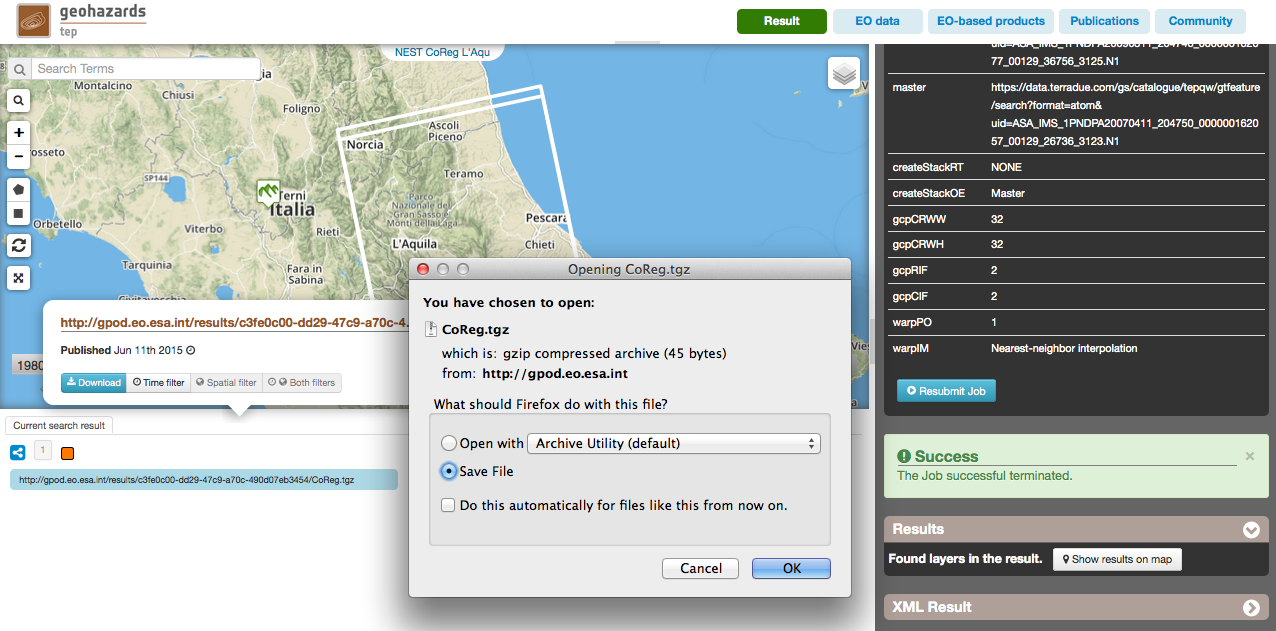 geohazards
tep
Result
EO data
EO-based products
Publications
Community
NEST CoReg L'Aqu
Search Terms
Montalcino
Chiusi
Foligno
Norcia
Ascoli
Piceno
osseto
SP144
Teramo
Terni
Italia
Parco
Nazionale del
Gran Sasso e
Monti della Laga
Pescara
Orbetello
Viterbo
Rieti
L'Aquila
Chieti
Tarquinia
Fara in
Sabina
Civitavecchia
1980
http://gpod.eo.esa.int/results/c3fe0c00-dd29-47c9-a70c-4.
Published Jun 11th 2015
Download
Time filter
Spatial filter
Both filters
Current search result
1
http://gpod.eo.esa.int/results/c3fe0c00-dd29-47c9-a70c-490d07eb3454/CoReg.tgz
Opening CoReg.tgz
You have chosen to open:
CoReg.tgz
which is: gzip compressed archive (45 bytes)
from: http://gpod.eo.esa.int
What should Firefox do with this file?
Open with
Archive Utility (default)
Save File
Do this automatically for files like this from now on.
Cancel
OK
uid=ASA_IMS_1PNDPA20090311_204746_0000001620
77_00129_36756_3125.N1
master
https://data.terradue.com/gs/catalogue/tepqw/gtfeature
/search?format=atom&
uid=ASA_IMS_1PNDPA20070411_204750_0000001620
57_00129_26736_3123.N1
createStackRT NONE
createStackOE Master
gcpCRWW 32
gcpCRWH 32
gcpRIF 2
gcpCIF 2
warpPO 1
warpIM Nearest-neighbor interpolation
Resubmit Job
Success
×
The Job successful terminated.
Results
Found layers in the result.
Show results on map
XML Result